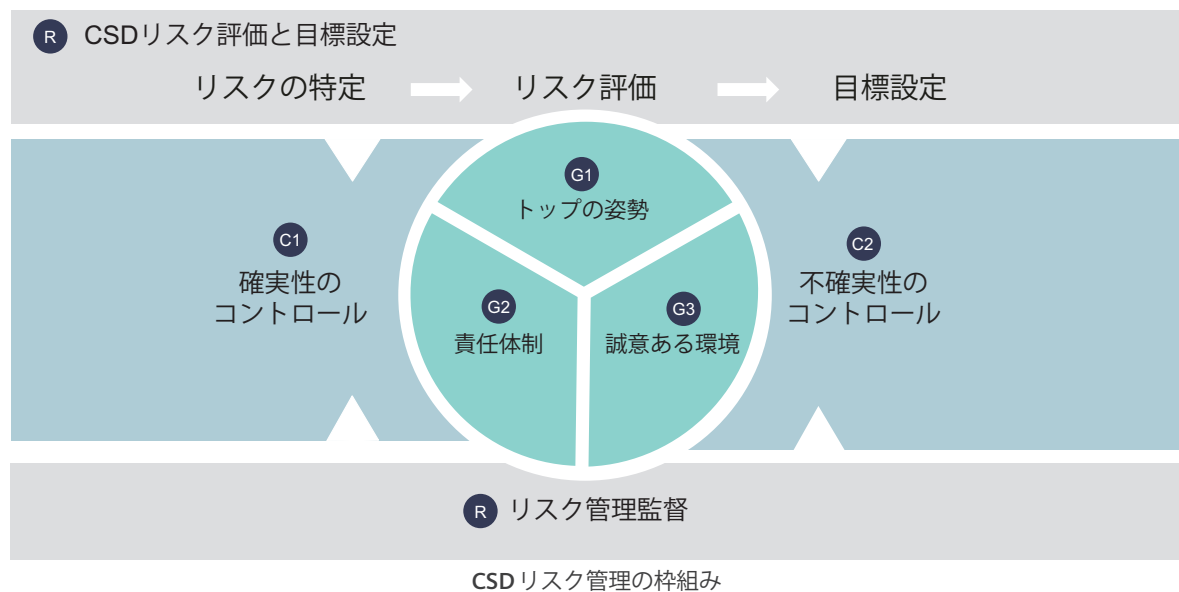 R CSDリスク評価と目標設定
リスクの特定 リスク評価 目標設定
G1
トップの姿勢
C1
確実性の
コントロール
G2
責任体制
G3
誠意ある環境
C2
不確実性の
コントロール
R リスク管理監督
CSD リスク管理の枠組み